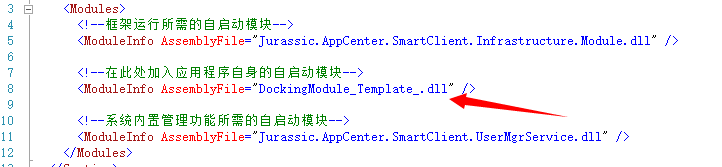 3 <Modules>
4 <!--框架运行所需的自启动模块-->
5 <ModuleInfo AssemblyFile="Jurassic.AppCenter.SmartClient.Infrastructure.Module.dll" />
6
7 <!--在此处加入应用程序自身的自启动模块-->
8 <ModuleInfo AssemblyFile="DockingModule_Template_.dll" />
9
10 <!--系统内置管理功能所需的自启动模块-->
11 <ModuleInfo AssemblyFile="Jurassic.AppCenter.SmartClient.UserMgrService.dll" />
12 </Modules>